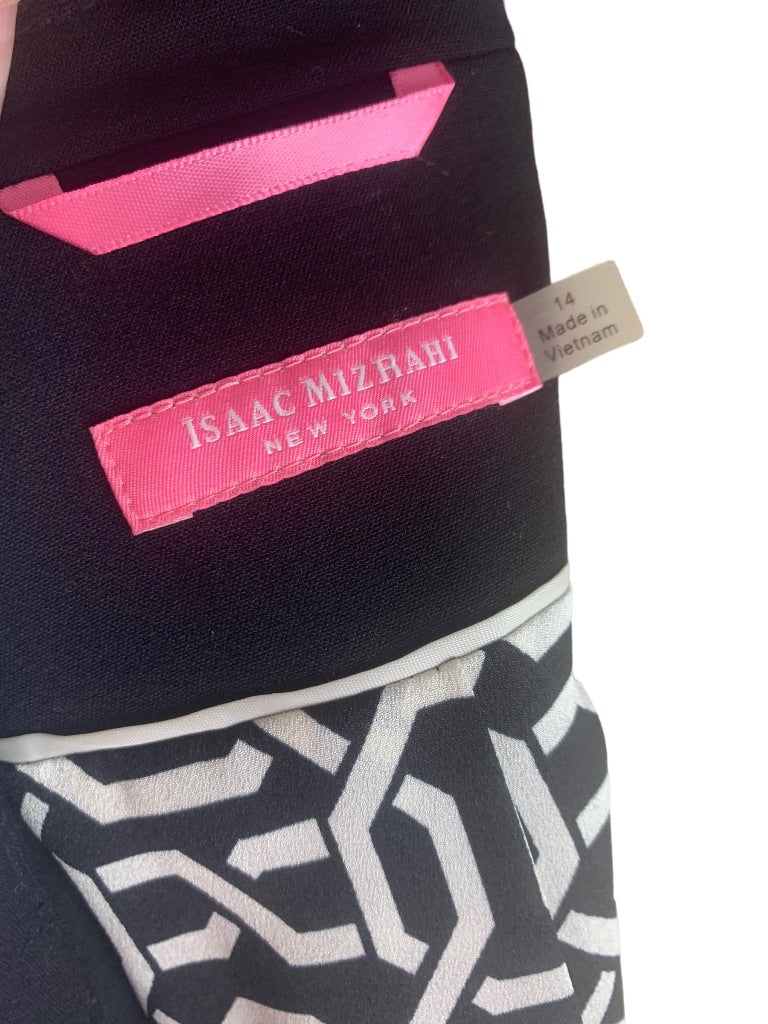 14
Made in
Vietnam
ISAAC MIZRAHI
NEW YORK